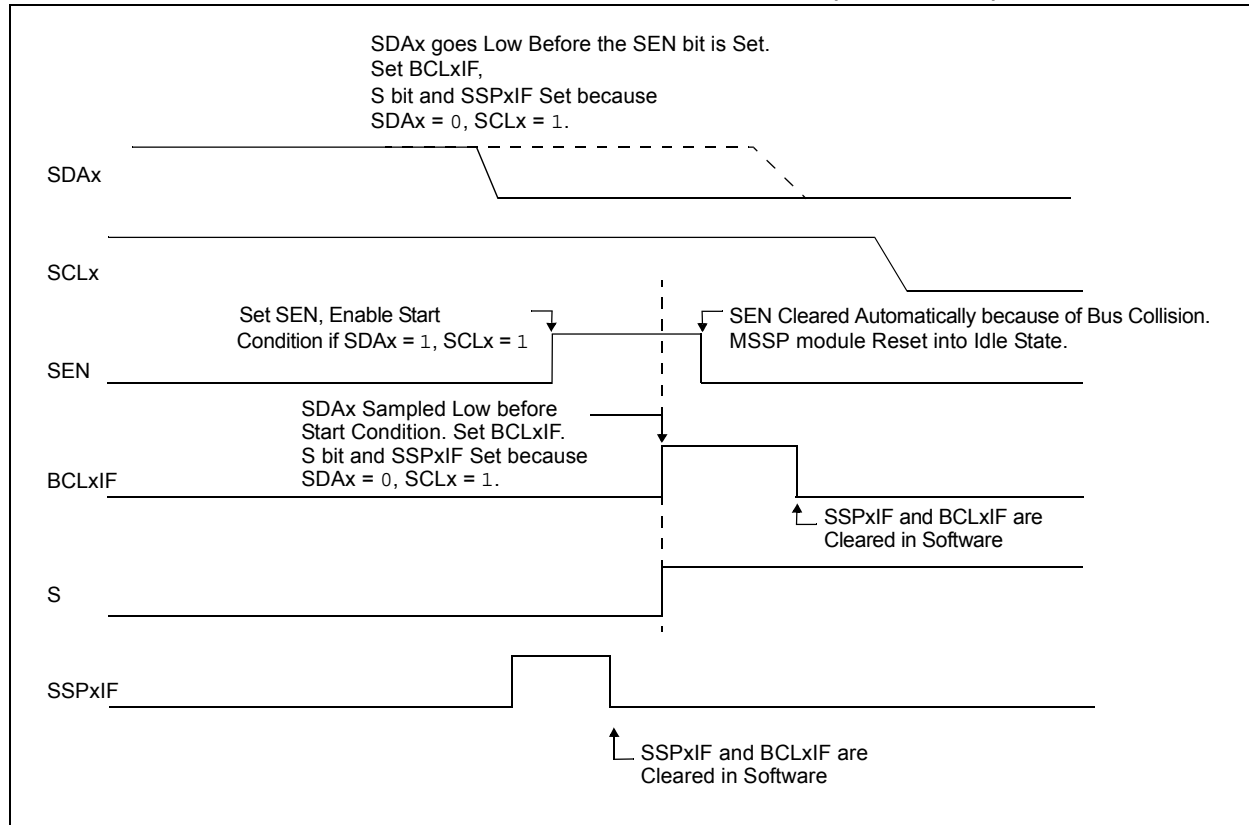 SDAx goes Low Before the SEN bit is Set.
Set BCLxIF,
S bit and SSPxIF Set because
SDAx = 0, SCLx = 1.
SDAx
SCLx
Set SEN, Enable Start
Condition if SDAx = 1, SCLx = 1
SEN Cleared Automatically because of Bus Collision.
MSSP module Reset into Idle State.
SEN
SDAx Sampled Low before
Start Condition. Set BCLxIF.
S bit and SSPxIF Set because
SDAx = 0, SCLx = 1.
BCLxIF
SSPxIF and BCLxIF are
Cleared in Software
S
SSPxIF
SSPxIF and BCLxIF are
Cleared in Software